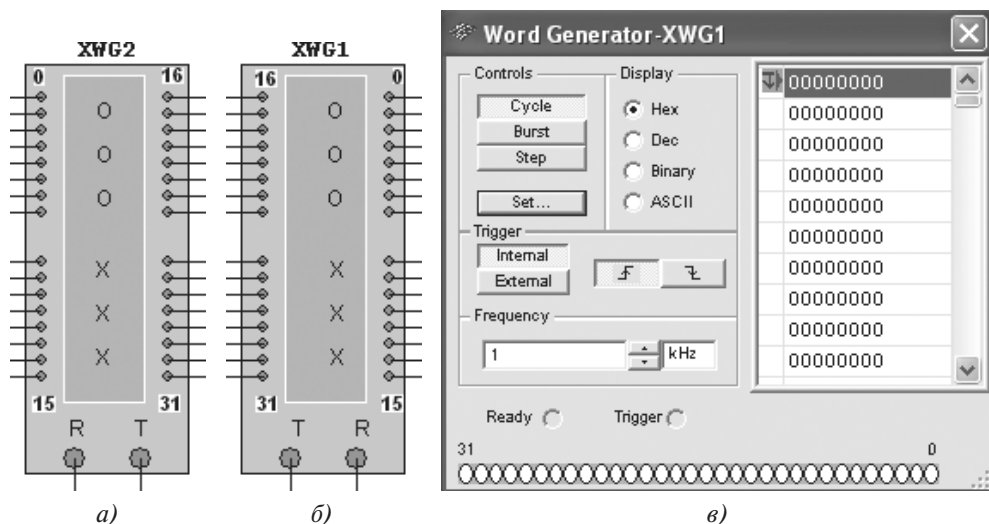 XWG2
0 16
O
O
O
X
X
X
15 31
R T
а)
XWG1
16 0
O
O
O
X
X
X
31 15
T R
б)
Word Generator-XWG1
Controls
Cycle
Burst
Step
Set...
Display
Hex
Dec
Binary
ASCII
Trigger
Internal
External
Frequency
1 kHz
00000000
00000000
00000000
00000000
00000000
00000000
00000000
00000000
00000000
00000000
Ready Trigger
31 0
в)